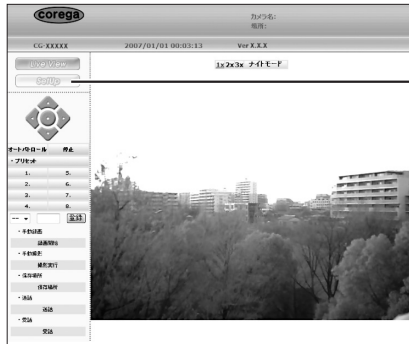 corega
カメラ名:
場所:
CG-XXXXX
2007/01/01 00:03:13
Ver X.X.X
Live View
SetUp
1x 2x 3x ナイトモード
オートパトロール 停止
・プリセット
1. 5.
2. 6.
3. 7.
4. 8.
-- 登録
・手動録画
録画開始
・手動撮影
撮影実行
・保存場所
保存場所
・送話
送話
・受話
受話